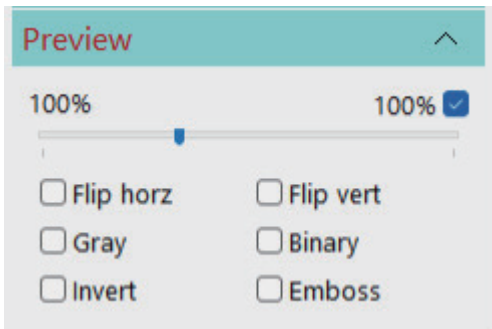 Preview
100% 100%
Flip horz Flip vert
Gray Binary
Invert Emboss